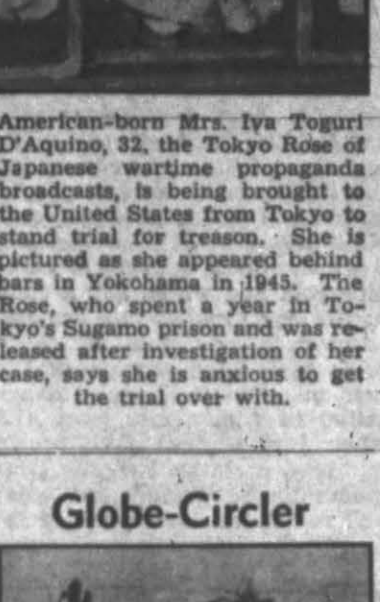 American-born Mrs. Iva Toguri
D'Aquino, 32, the Tokyo Rose of
Japanese wartime propaganda
broadcasts, is being brought to
the United States from Tokyo to
stand trial for treason. She is
pictured as she appeared behind
bars in Yokohama in 1945. The
Rose, who spent a year in To-
kyo's Sugamo prison and was re-
leased after investigation of her
case, says she is anxious to get
the trial over with.
Globe-Circler